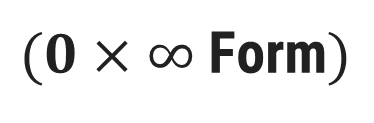 (0 × ∞ Form)